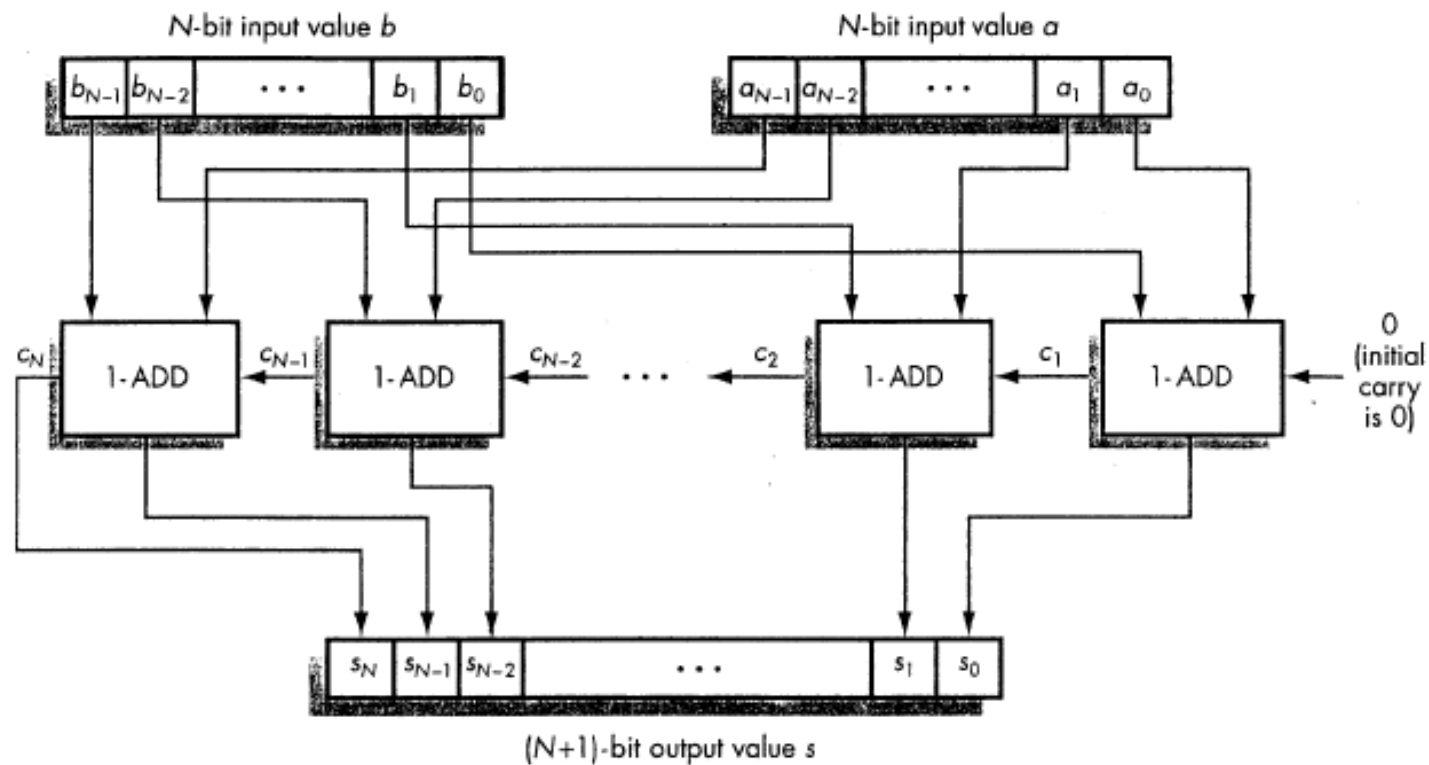 N-bit input value b
N-bit input value a
b_{N-1} b_{N-2} ... b_1 b_0
a_{N-1} a_{N-2} ... a_1 a_0
c_N 1-ADD c_{N-1} 1-ADD c_{N-2} ... c_2 1-ADD c_1 1-ADD
0
(initial
carry
is 0)
s_N s_{N-1} s_{N-2} ... s_1 s_0
(N+1)-bit output value s